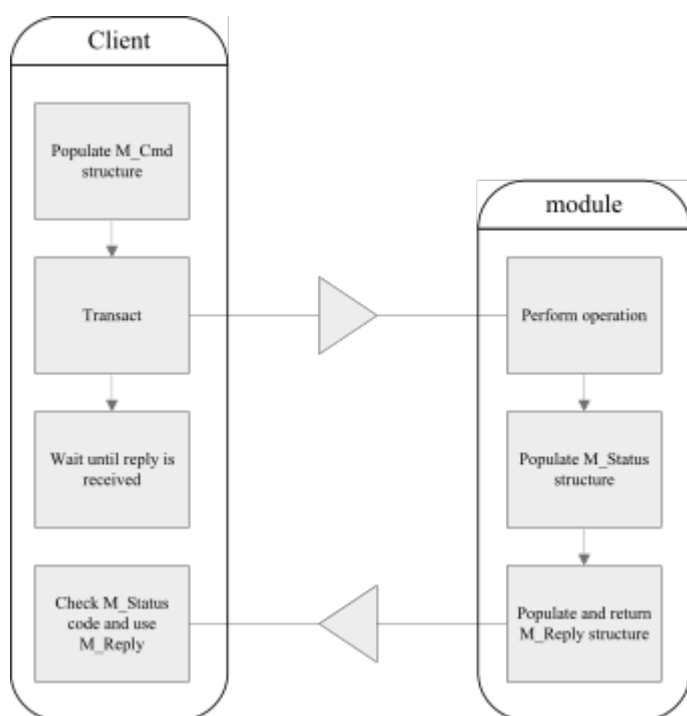 Client
Populate M_Cmd
structure
module
Transact
Perform operation
Wait until reply is
received
Populate M_Status
structure
Check M_Status
code and use
M_Reply
Populate and return
M_Reply structure